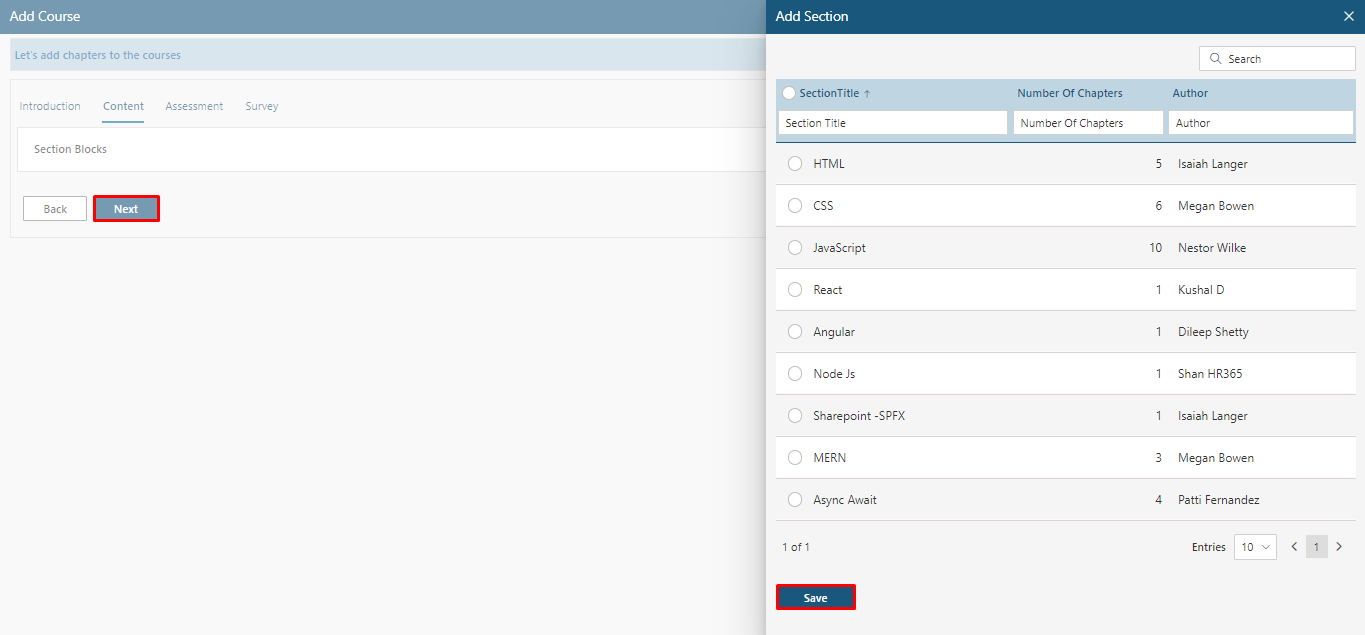 Add Course
Let's add chapters to the courses
Introduction Content Assessment Survey
Section Blocks
Back Next
Add Section
Search
SectionTitle ↑ Number Of Chapters Author
Section Title Number Of Chapters Author
HTML 5 Isaiah Langer
CSS 6 Megan Bowen
JavaScript 10 Nestor Wilke
React 1 Kushal D
Angular 1 Dileep Shetty
Node Js 1 Shan HR365
Sharepoint -SPFX 1 Isaiah Langer
MERN 3 Megan Bowen
Async Await 4 Patti Fernandez
1 of 1 Entries 10 1
Save